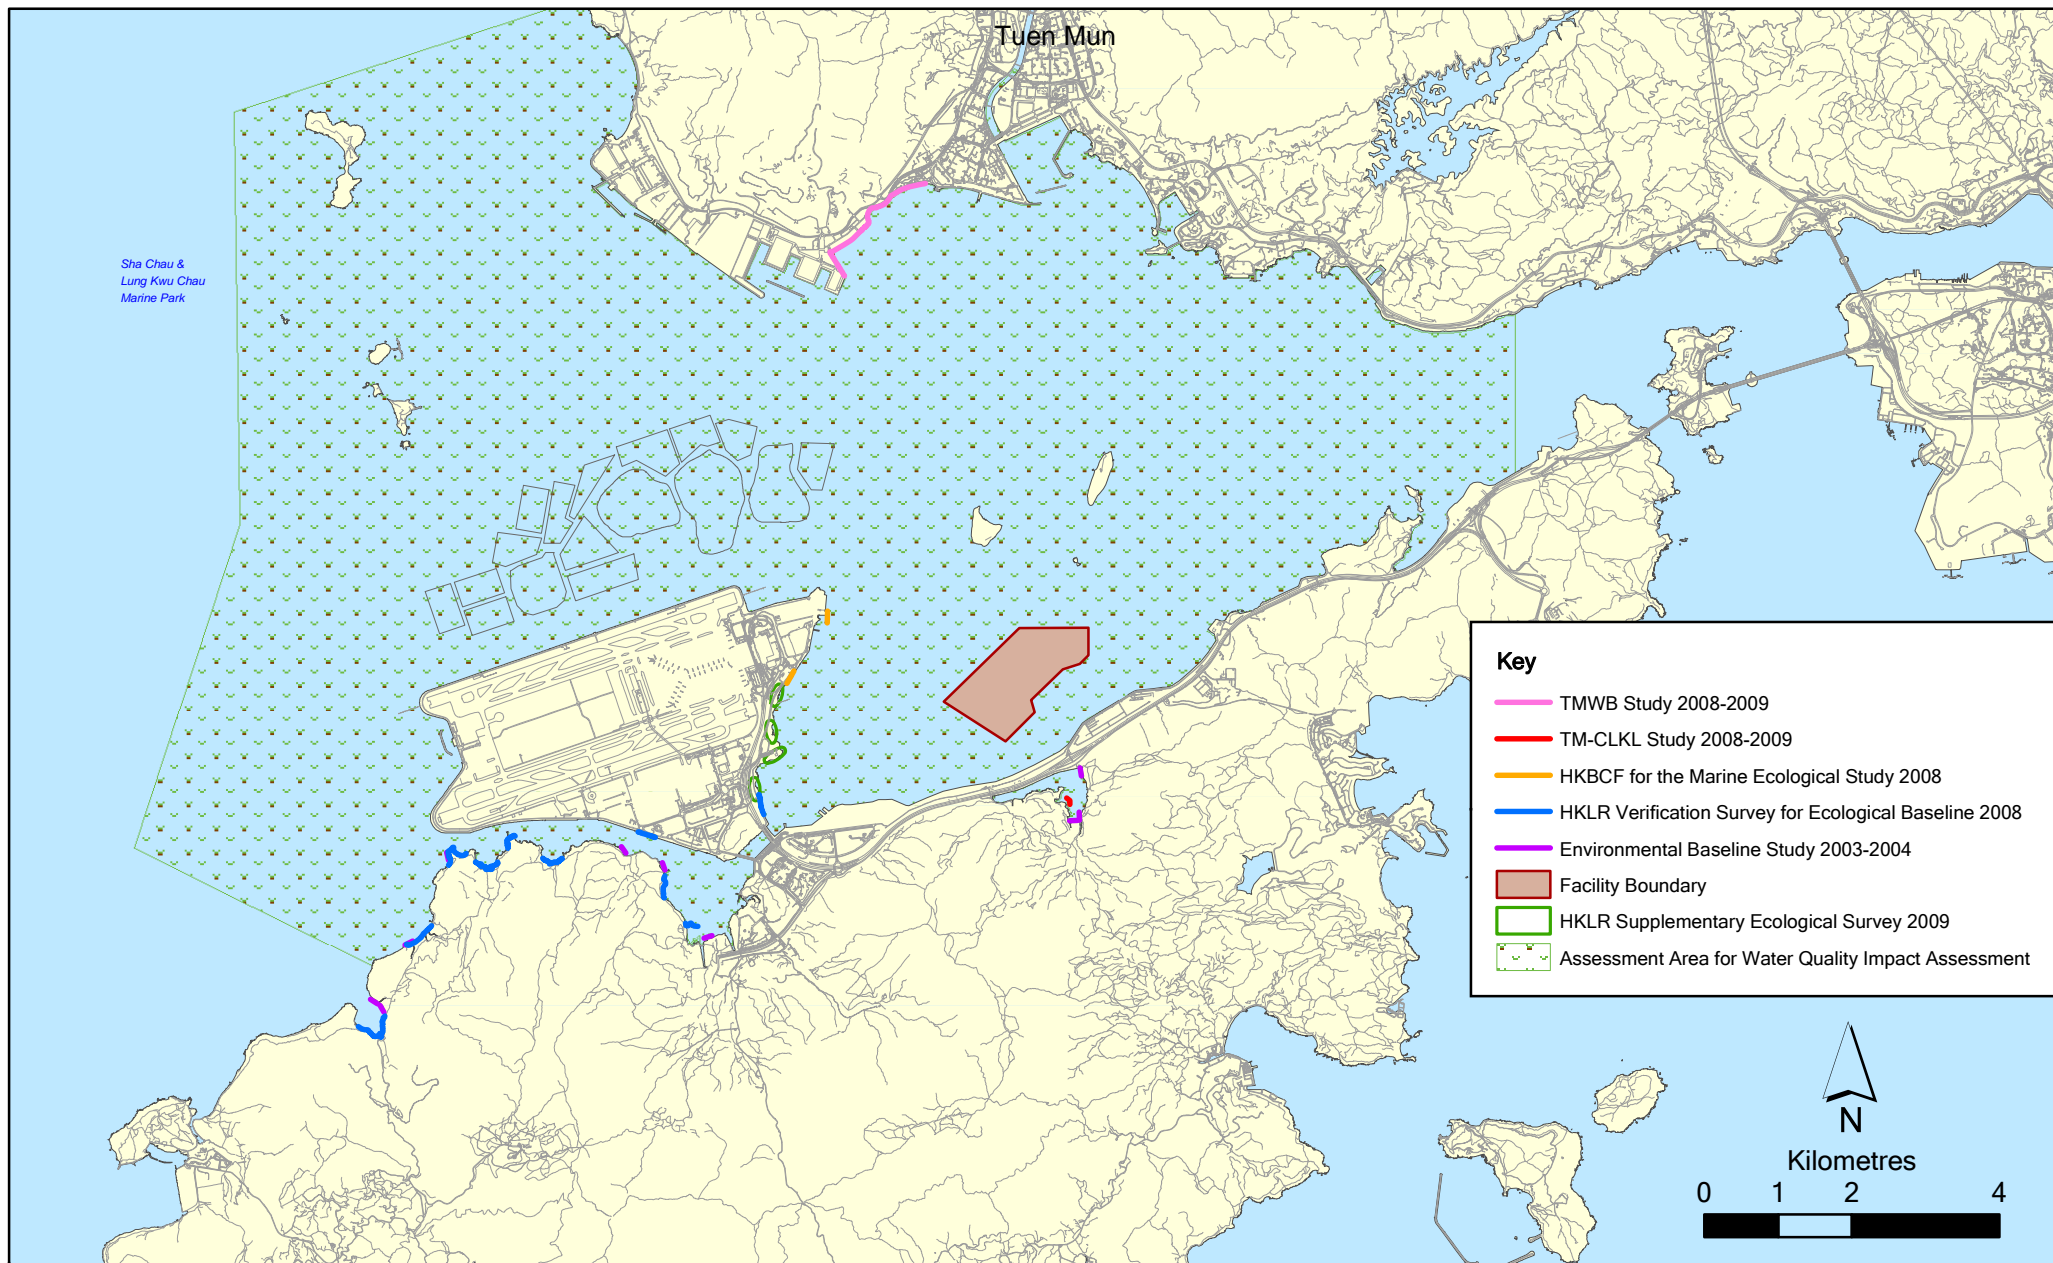 Tuen Mun
Sha Chau &
Lung Kwu Chau
Marine Park
Key
TMWB Study 2008-2009
TM-CLKL Study 2008-2009
HKBCF for the Marine Ecological Study 2008
HKLR Verification Survey for Ecological Baseline 2008
Environmental Baseline Study 2003-2004
Facility Boundary
HKLR Supplementary Ecological Survey 2009
Assessment Area for Water Quality Impact Assessment
N
Kilometres
0 1 2 4